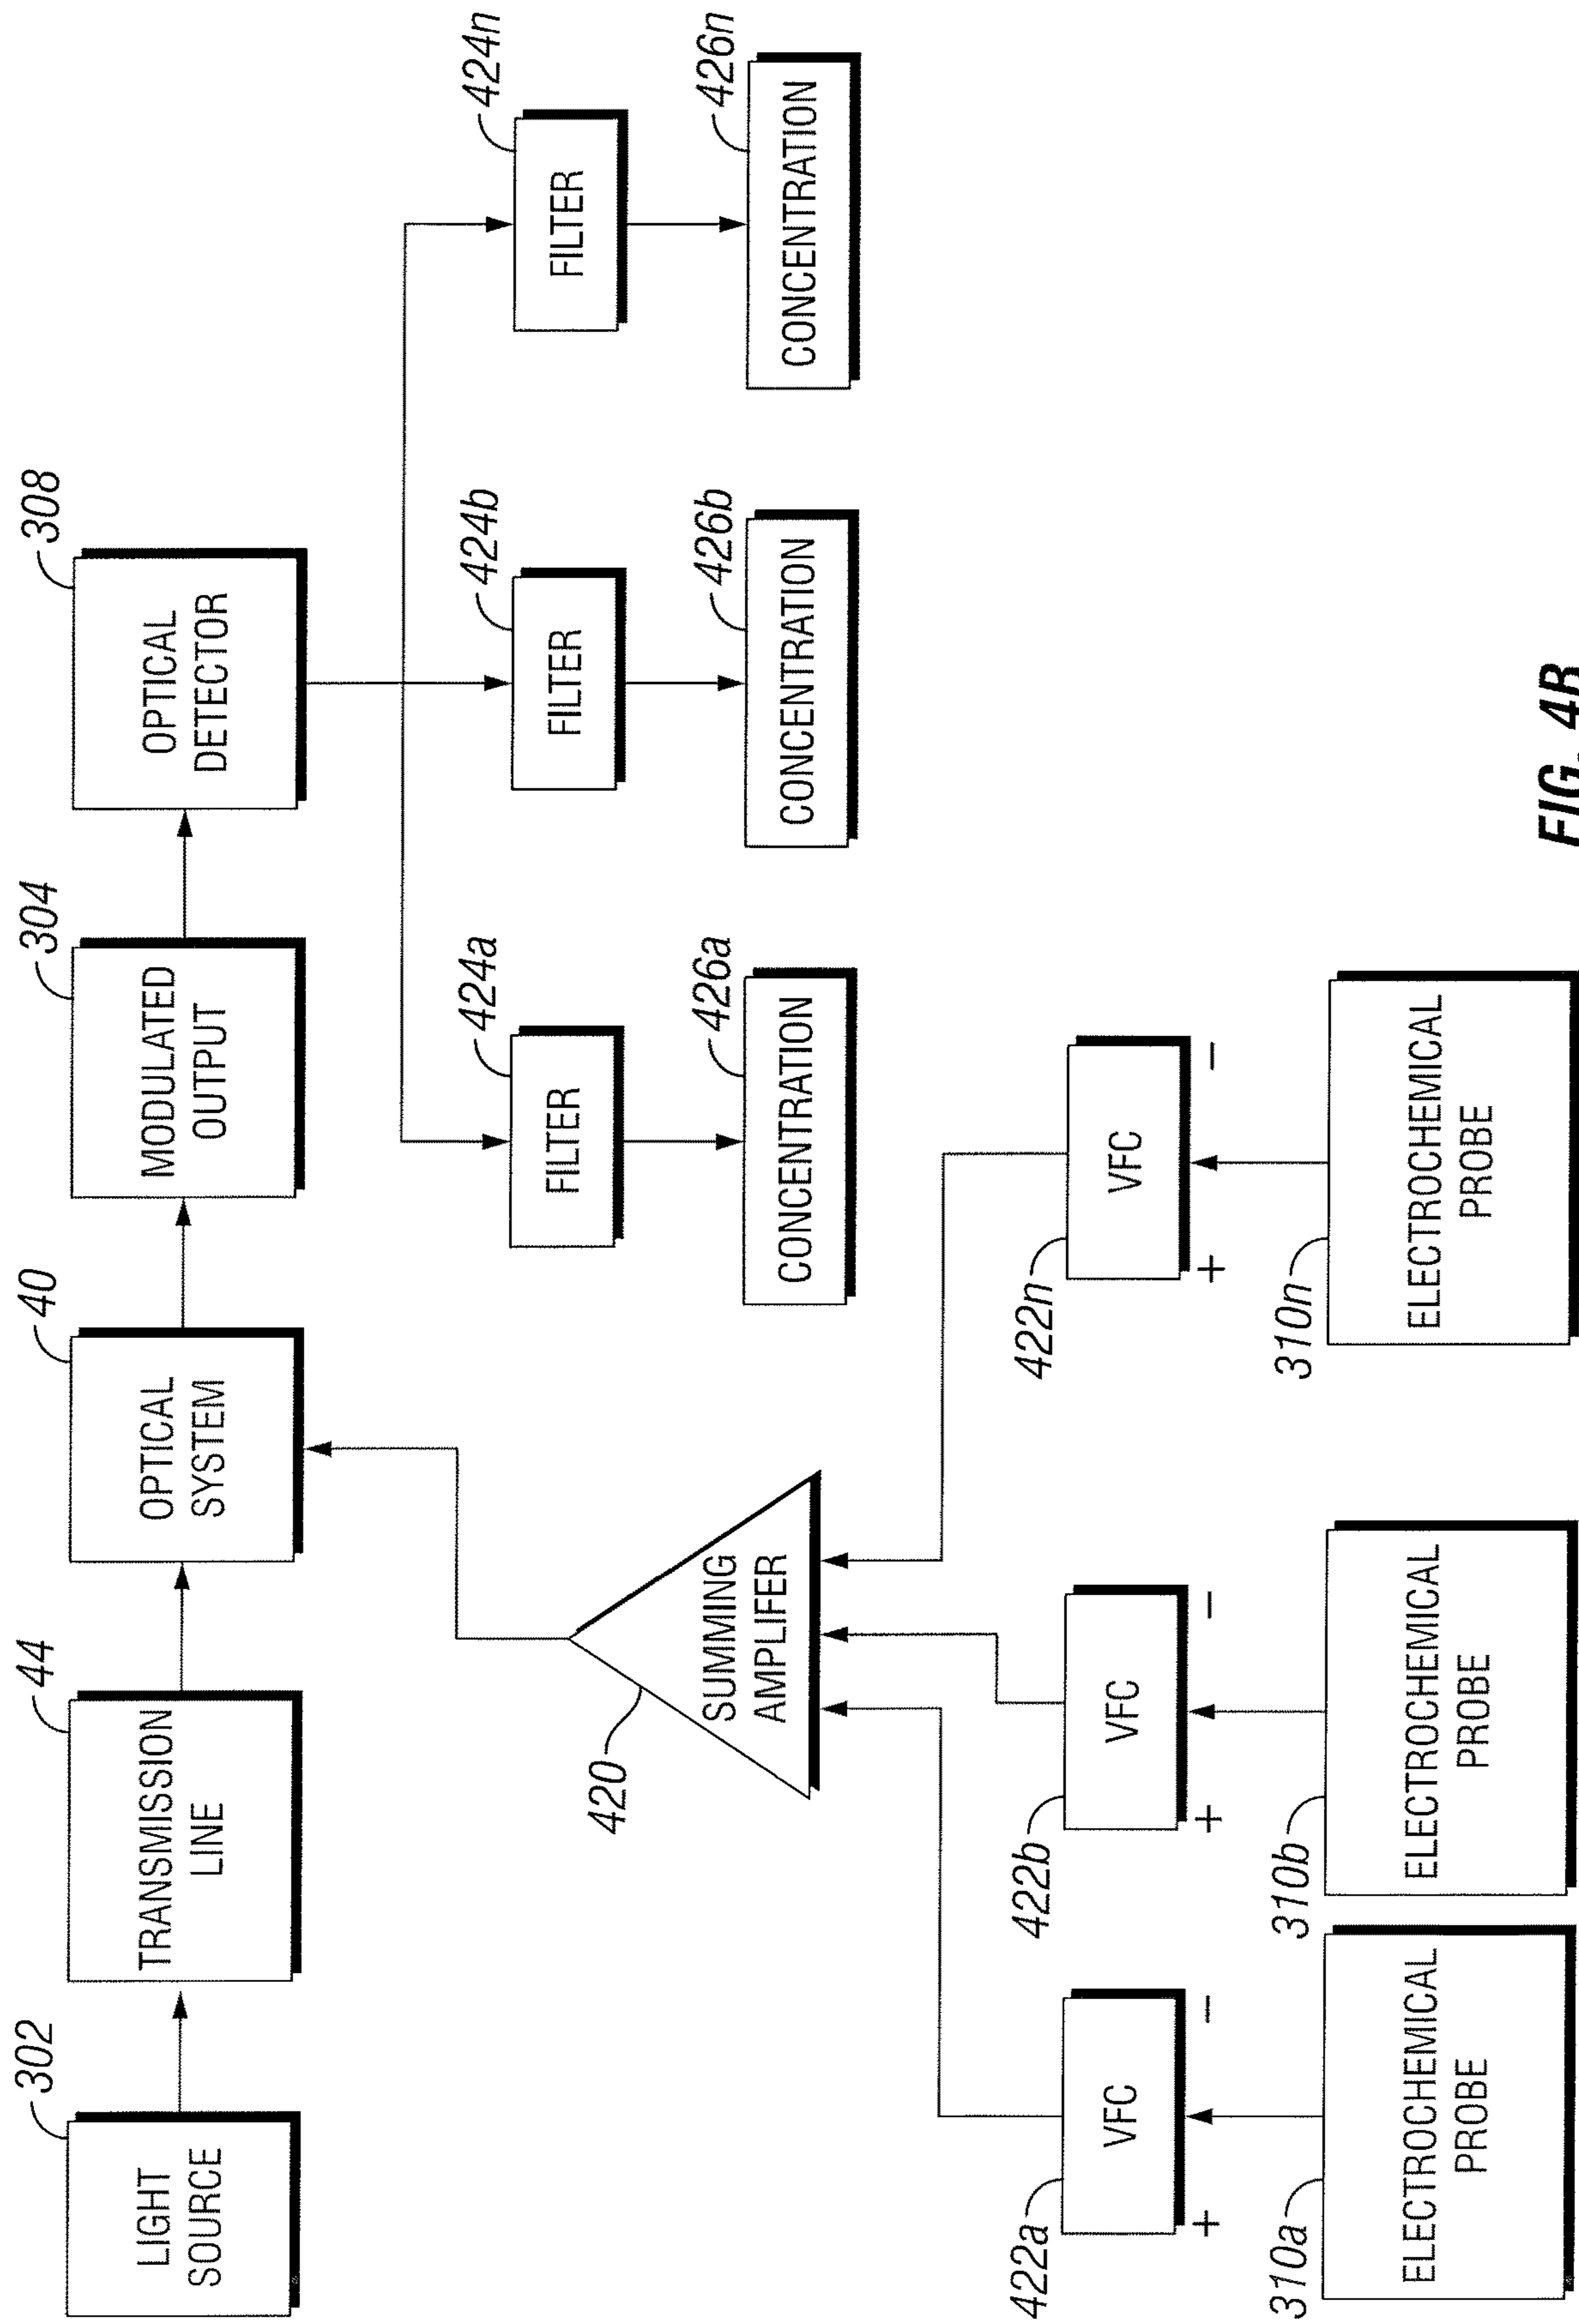 302
LIGHT
SOURCE
44
TRANSMISSION
LINE
40
OPTICAL
SYSTEM
304
MODULATED
OUTPUT
308
OPTICAL
DETECTOR
424a
FILTER
424b
FILTER
424n
FILTER
426a
CONCENTRATION
426b
CONCENTRATION
426n
CONCENTRATION
420
SUMMING
AMPLIFER
422a
VFC
+ −
422b
VFC
+ −
422n
VFC
+ −
310a
ELECTROCHEMICAL
PROBE
310b
ELECTROCHEMICAL
PROBE
310n
ELECTROCHEMICAL
PROBE
FIG. 4B